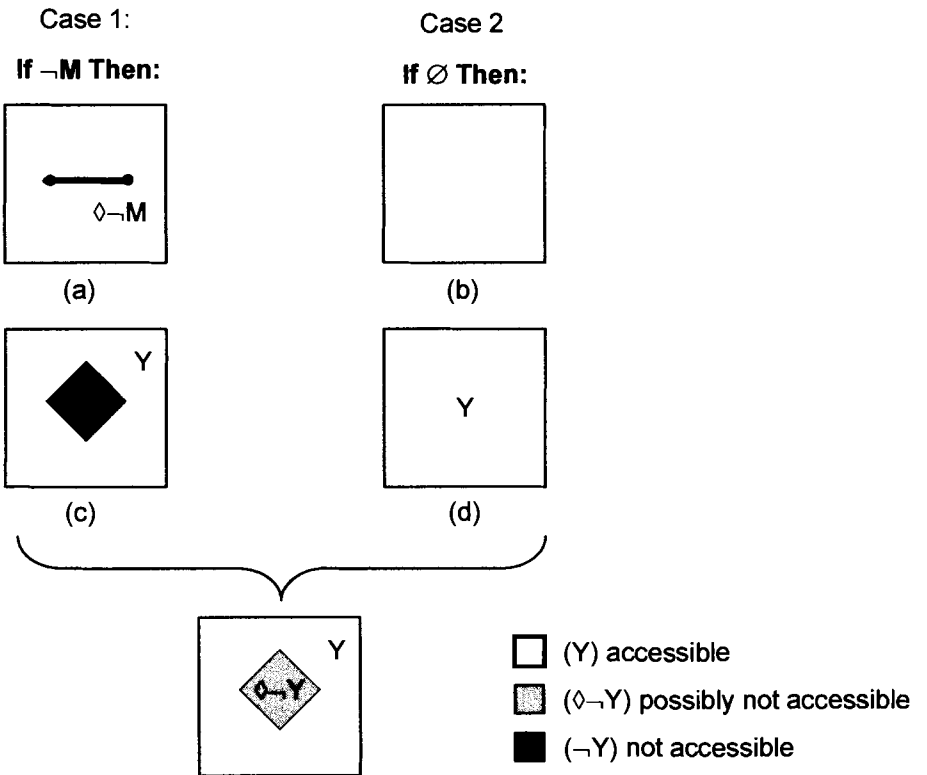 Case 1:
Case 2
If ¬M Then:
If ∅ Then:
◊¬M
(a)
(b)
Y
Y
(c)
(d)
Y
◊¬Y
(Y) accessible
(◊¬Y) possibly not accessible
(¬Y) not accessible